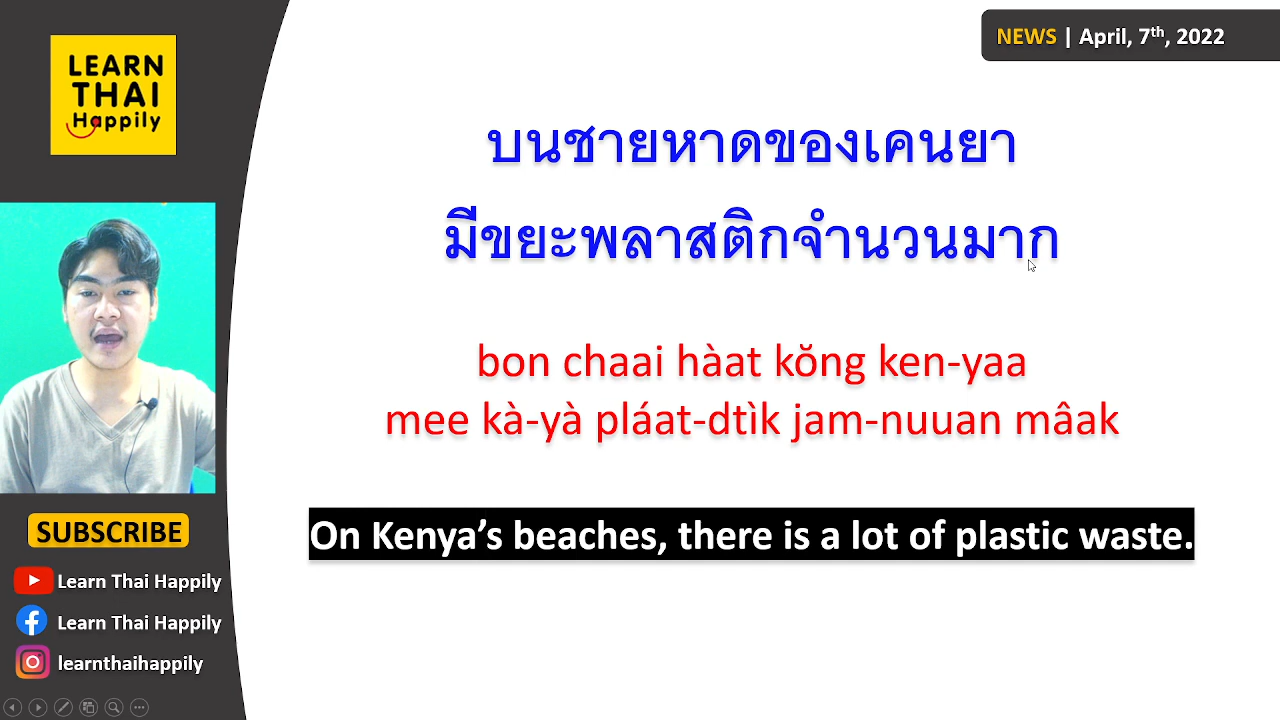 LEARN
THAI
Happily
NEWS | April, 7th, 2022
บนชายหาดของเคนยา
มีขยะพลาสติกจำนวนมาก
bon chaai hàat kŏng ken-yaa
mee kà-yà pláat-dtìk jam-nuuan mâak
On Kenya’s beaches, there is a lot of plastic waste.
SUBSCRIBE
Learn Thai Happily
Learn Thai Happily
learnthaihappily